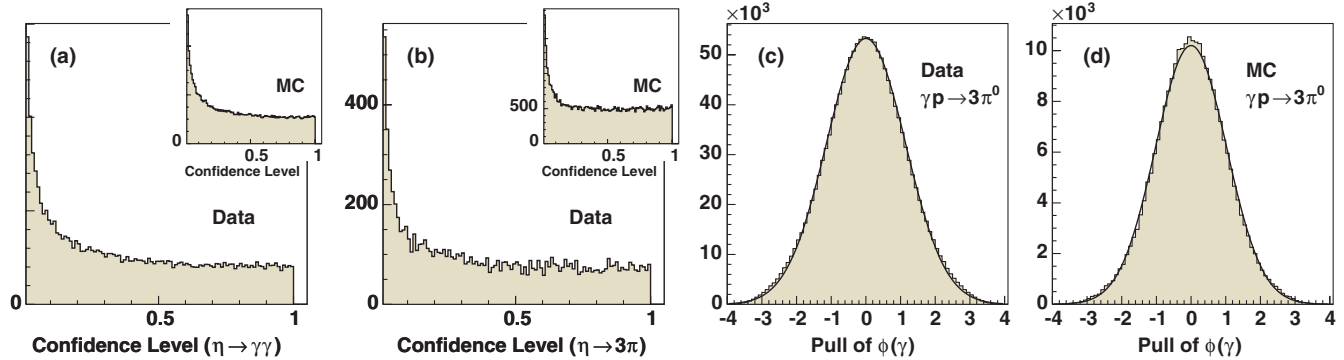 (a)
MC
0
0.5
1
Confidence Level
Data
0
0.5
1
Confidence Level (η→γγ)
(b)
400
200
0
MC
500
0
0.5
1
Confidence Level
Data
0.5
1
Confidence Level (η→3π)
×10³
50
40
30
20
10
0
(c)
Data
γp→3π⁰
-4 -3 -2 -1 0 1 2 3 4
Pull of ϕ(γ)
×10³
10
8
6
4
2
0
(d)
MC
γp→3π⁰
-4 -3 -2 -1 0 1 2 3 4
Pull of ϕ(γ)